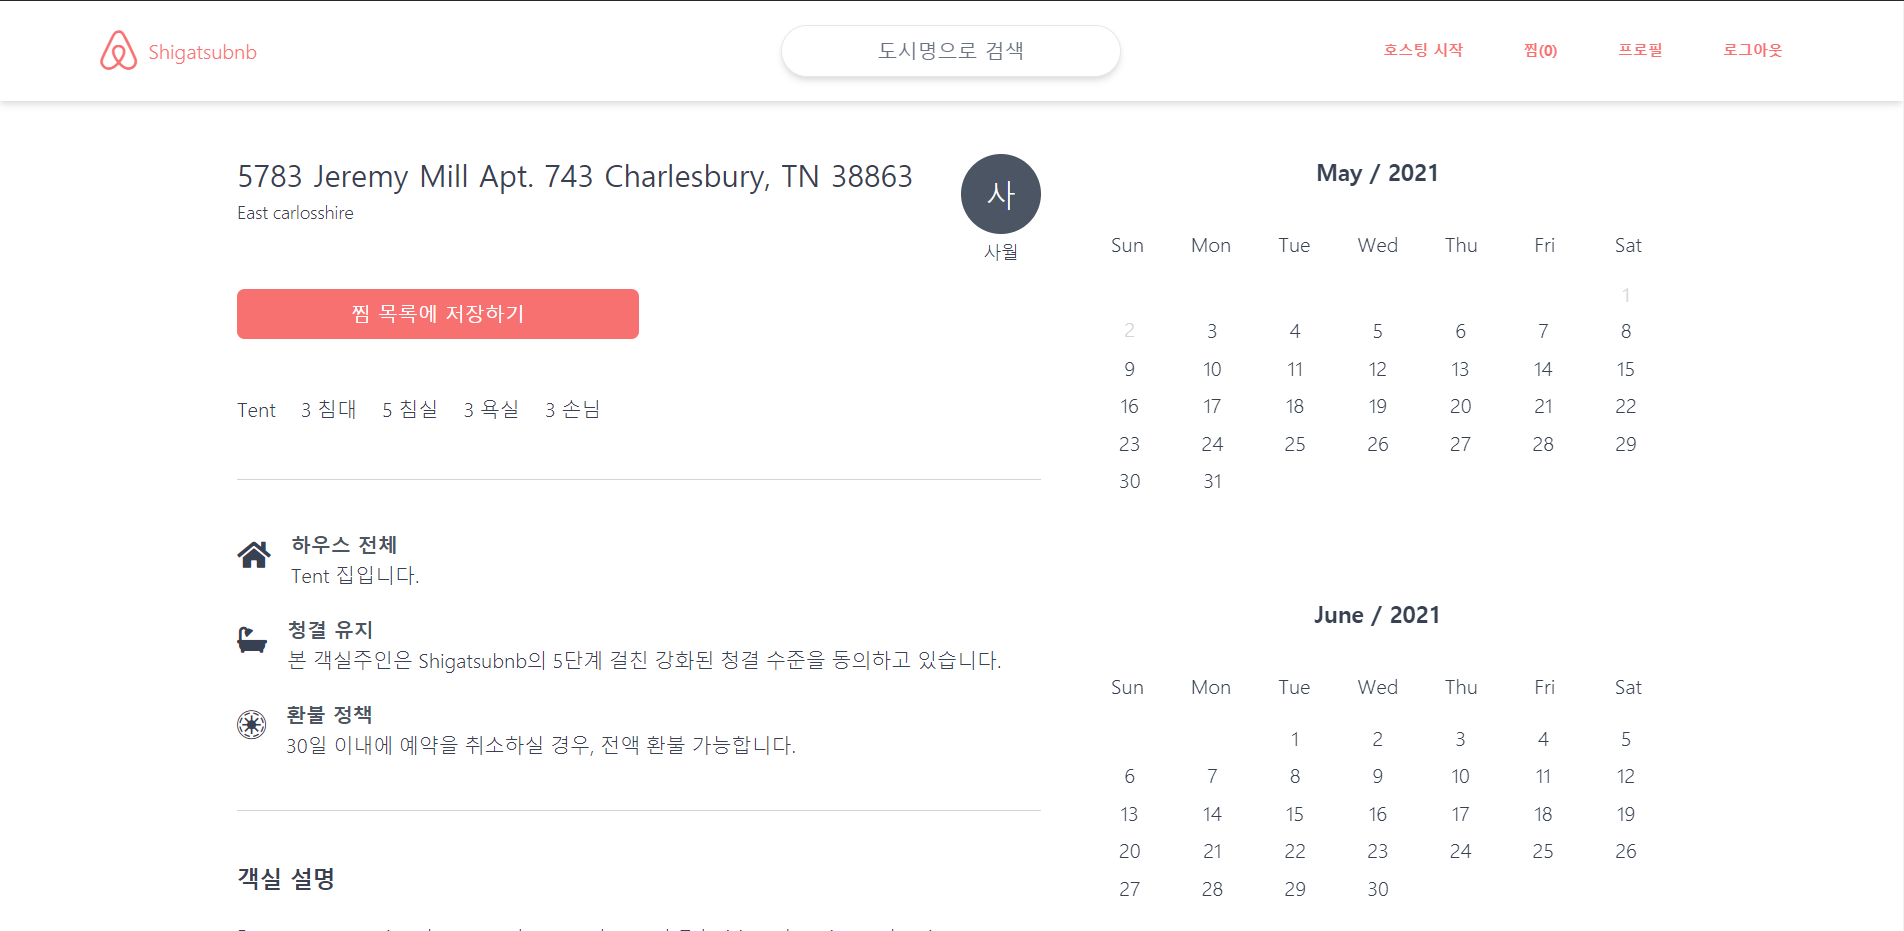 Shigatsubnb
도시명으로 검색
호스팅 시작 찜(0) 프로필 로그아웃
5783 Jeremy Mill Apt. 743 Charlesbury, TN 38863
East carlosshire
사
사월
찜 목록에 저장하기
Tent 3 침대 5 침실 3 욕실 3 손님
하우스 전체
Tent 집입니다.
청결 유지
본 객실주인은 Shigatsubnb의 5단계 걸친 강화된 청결 수준을 동의하고 있습니다.
환불 정책
30일 이내에 예약을 취소하실 경우, 전액 환불 가능합니다.
객실 설명
May / 2021
Sun Mon Tue Wed Thu Fri Sat
1
2 3 4 5 6 7 8
9 10 11 12 13 14 15
16 17 18 19 20 21 22
23 24 25 26 27 28 29
30 31
June / 2021
Sun Mon Tue Wed Thu Fri Sat
1 2 3 4 5
6 7 8 9 10 11 12
13 14 15 16 17 18 19
20 21 22 23 24 25 26
27 28 29 30